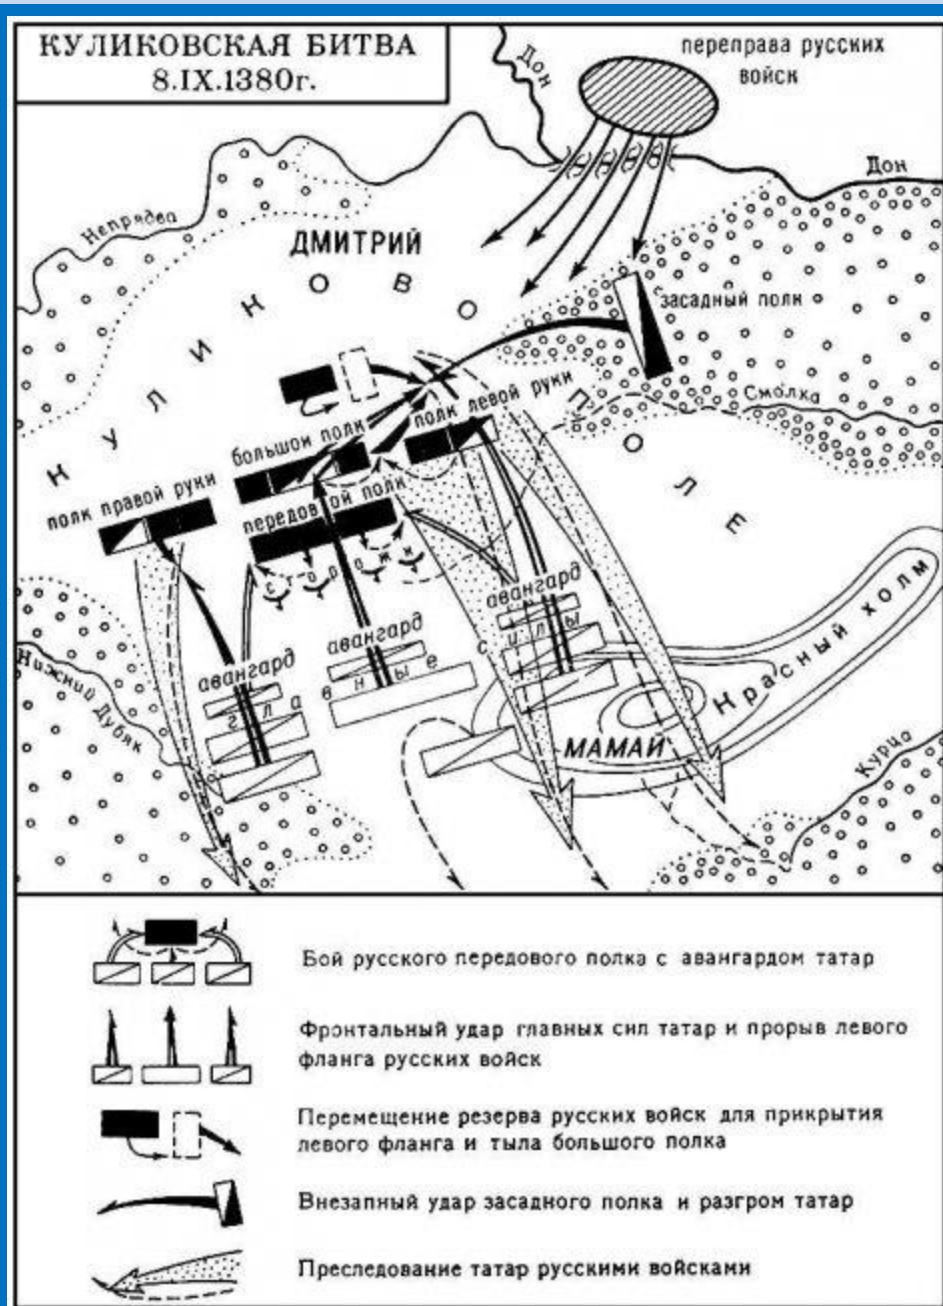 КУЛИКОВСКАЯ БИТВА
8.IX.1380г.
переправа русских
войск
Дон
Дон
Непрядва
ДМИТРИЙ
КУЛИКОВО
засадный полк
Смолка
ПОЛЕ
полк левой руки
большой полк
полк правой руки
передовой полк
сторожи
авангард
авангард
авангард
главные силы
Нижний Дубяк
Красный холм
МАМАЙ
Курца
Бой русского передового полка с авангардом татар
Фронтальный удар главных сил татар и прорыв левого
фланга русских войск
Перемещение резерва русских войск для прикрытия
левого фланга и тыла большого полка
Внезапный удар засадного полка и разгром татар
Преследование татар русскими войсками